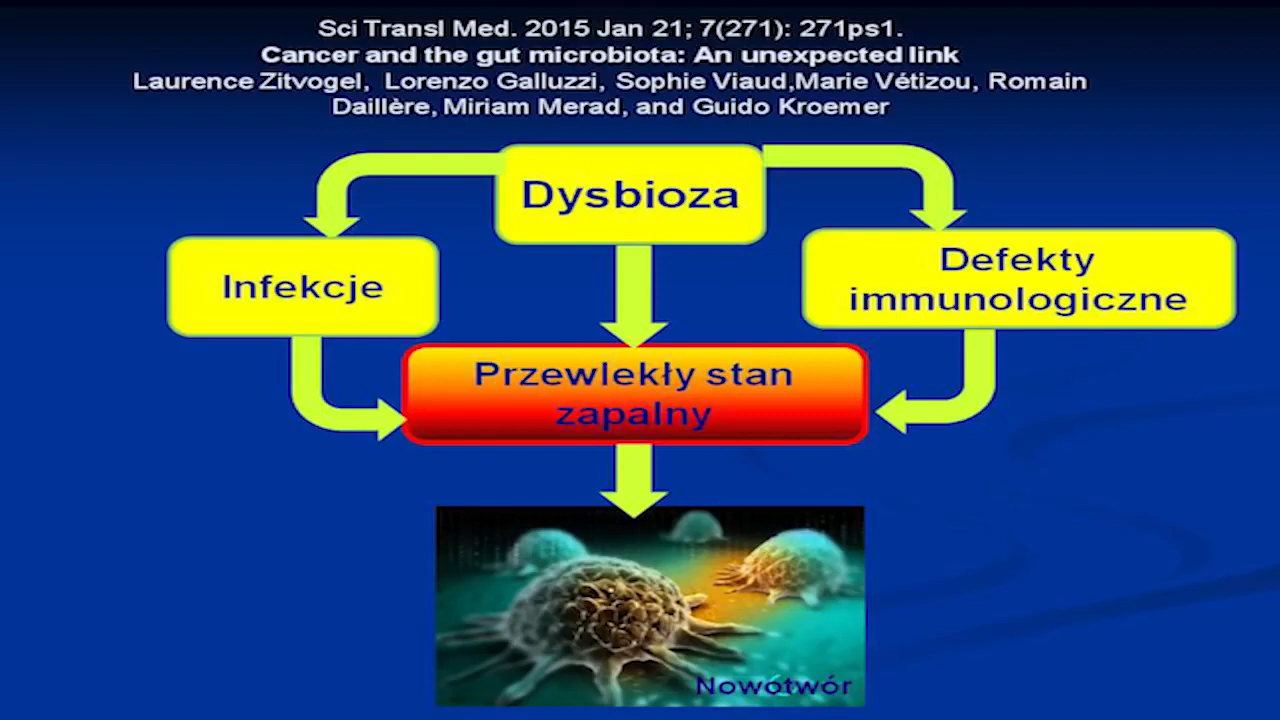 Sci Transl Med. 2015 Jan 21; 7(271): 271ps1.
Cancer and the gut microbiota: An unexpected link
Laurence Zitvogel, Lorenzo Galluzzi, Sophie Viaud,Marie Vétizou, Romain
Daillère, Miriam Merad, and Guido Kroemer
Dysbioza
Infekcje
Defekty
immunologiczne
Przewlekły stan
zapalny
Nowotwór